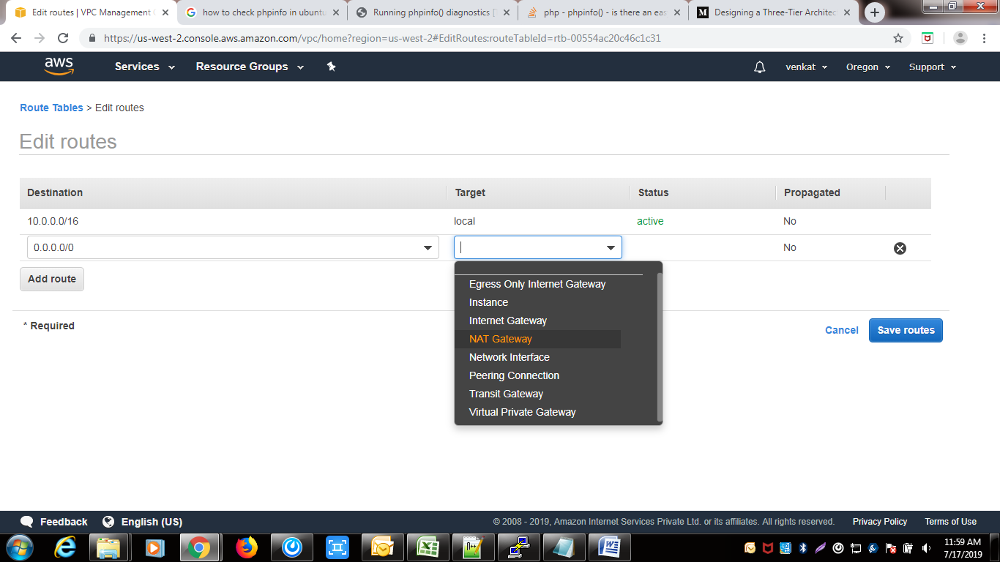 Edit routes | VPC Management
how to check phpinfo in ubuntu
Running phpinfo() diagnostics [
php - phpinfo() - is there an eas
Designing a Three-Tier Architec
https://us-west-2.console.aws.amazon.com/vpc/home?region=us-west-2#EditRoutes:routeTableId=rtb-00554ac20c46c1c31
aws Services Resource Groups venkat Oregon Support
Route Tables > Edit routes
Edit routes
Destination Target Status Propagated
10.0.0.0/16 local active No
0.0.0.0/0 No
Add route
Egress Only Internet Gateway
Instance
Internet Gateway
NAT Gateway
Network Interface
Peering Connection
Transit Gateway
Virtual Private Gateway
* Required
Cancel Save routes
Feedback English (US) © 2008 - 2019, Amazon Internet Services Private Ltd. or its affiliates. All rights reserved. Privacy Policy Terms of Use
11:59 AM
7/17/2019